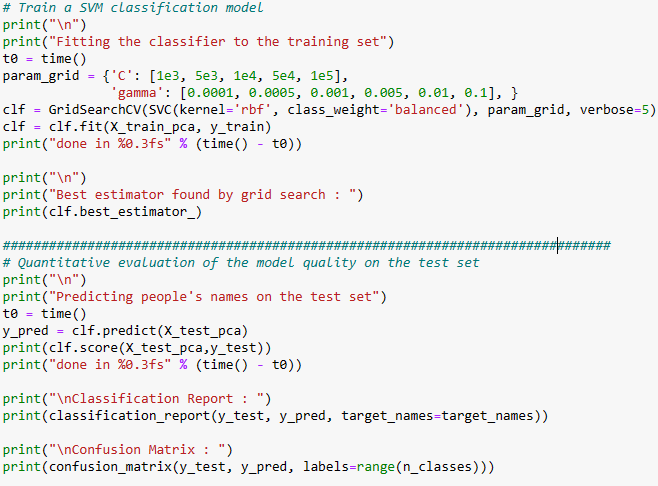 # Train a SVM classification model
print("\n")
print("Fitting the classifier to the training set")
t0 = time()
param_grid = {'C': [1e3, 5e3, 1e4, 5e4, 1e5],
              'gamma': [0.0001, 0.0005, 0.001, 0.005, 0.01, 0.1], }
clf = GridSearchCV(SVC(kernel='rbf', class_weight='balanced'), param_grid, verbose=5)
clf = clf.fit(X_train_pca, y_train)
print("done in %0.3fs" % (time() - t0))
print("\n")
print("Best estimator found by grid search : ")
print(clf.best_estimator_)
###############################################################################
# Quantitative evaluation of the model quality on the test set
print("\n")
print("Predicting people's names on the test set")
t0 = time()
y_pred = clf.predict(X_test_pca)
print(clf.score(X_test_pca,y_test))
print("done in %0.3fs" % (time() - t0))
print("\nClassification Report : ")
print(classification_report(y_test, y_pred, target_names=target_names))
print("\nConfusion Matrix : ")
print(confusion_matrix(y_test, y_pred, labels=range(n_classes)))